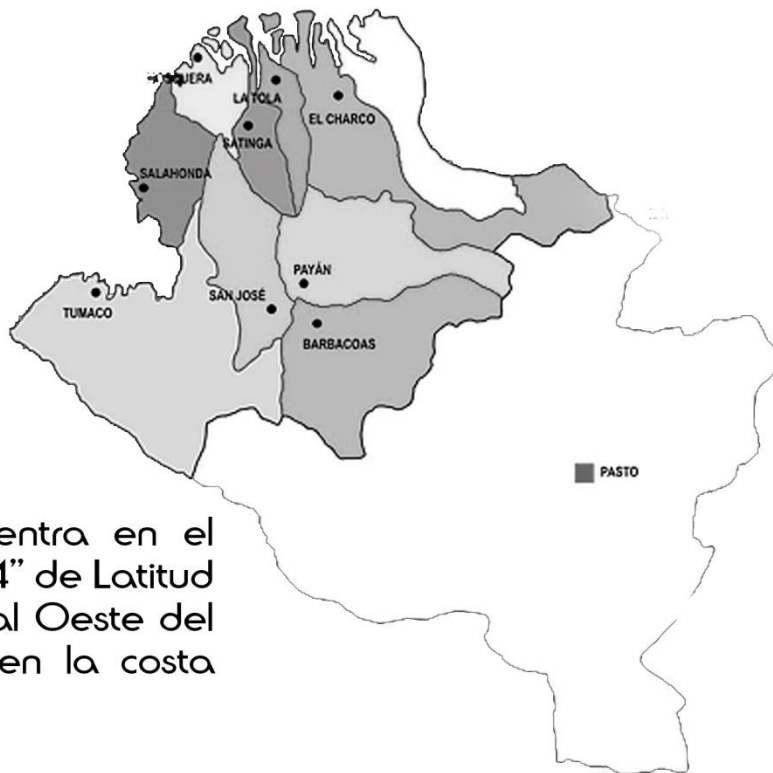 LA TOLA
EL CHARCO
SATINGA
SALAHONDA
PAYÁN
SAN JOSÉ
TUMACO
BARBACOAS
PASTO
entra en el
4” de Latitud
al Oeste del
en la costa